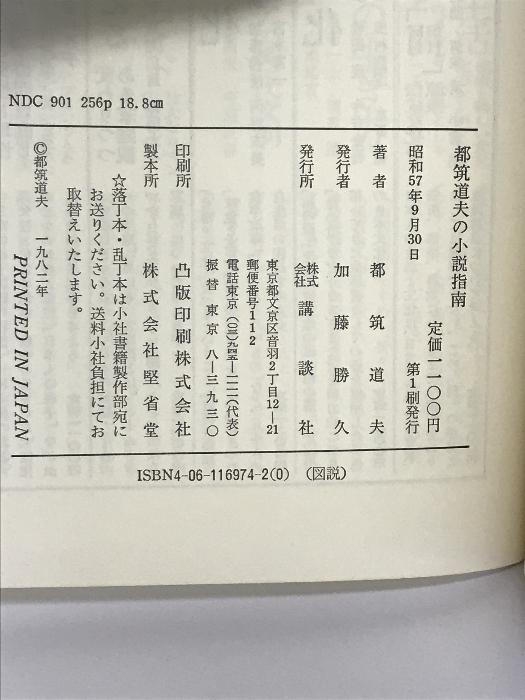 NDC 901 256p 18.8㎝
都筑道夫の小説指南
定価一一〇〇円
昭和57年9月30日 第1刷発行
著者 都筑道夫
発行者 加藤勝久
発行所 株式会社講談社
東京都文京区音羽2丁目12—21
郵便番号112
電話東京(〇三)九四五—一一一一(代表)
振替東京八—三九三〇
印刷所 凸版印刷株式会社
製本所 株式会社堅省堂
☆落丁本・乱丁本は小社書籍製作部宛に
お送りください。送料小社負担にてお
取替えいたします。
©都筑道夫 一九八二年
PRINTED IN JAPAN
ISBN4-06-116974-2(0) (図説)